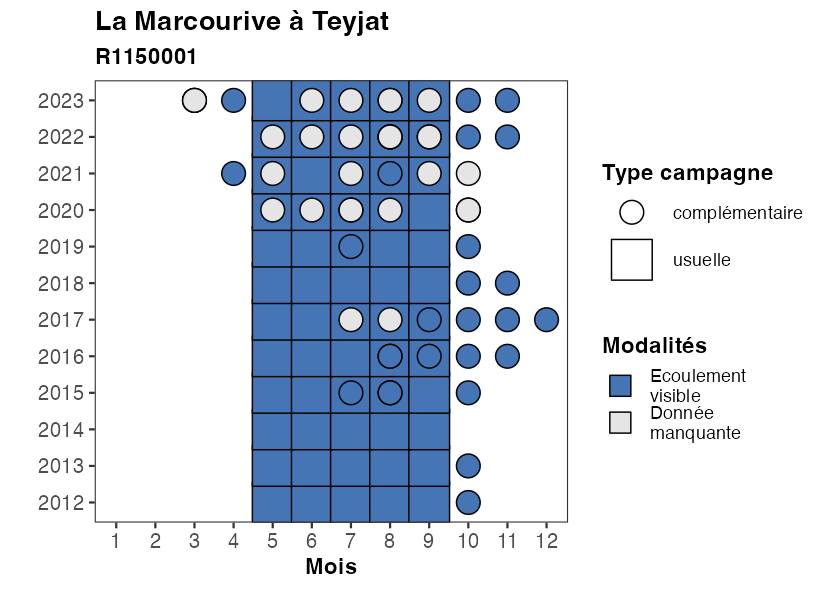 La Marcourive à Teyjat
R1150001
2023
2022
2021
2020
2019
2018
2017
2016
2015
2014
2013
2012
1 2 3 4 5 6 7 8 9 10 11 12
Mois
Type campagne
complémentaire
usuelle
Modalités
Ecoulement
visible
Donnée
manquante